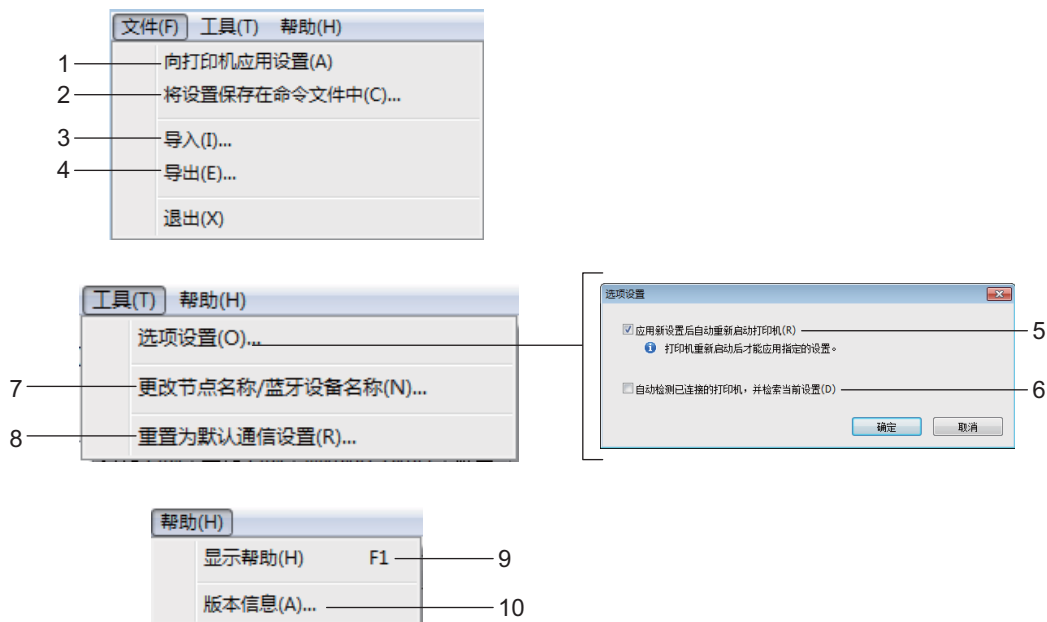 文件(F) 工具(T) 帮助(H)
1 向打印机应用设置(A)
2 将设置保存在命令文件中(C)...
3 导入(I)...
4 导出(E)...
退出(X)
工具(T) 帮助(H)
选项设置(O)...
7 更改节点名称/蓝牙设备名称(N)...
8 重置为默认通信设置(R)...
选项设置
应用新设置后自动重新启动打印机(R) 5
打印机重新启动后才能应用指定的设置。
自动检测已连接的打印机，并检索当前设置(D) 6
确定 取消
帮助(H)
显示帮助(H) F1 9
版本信息(A)... 10